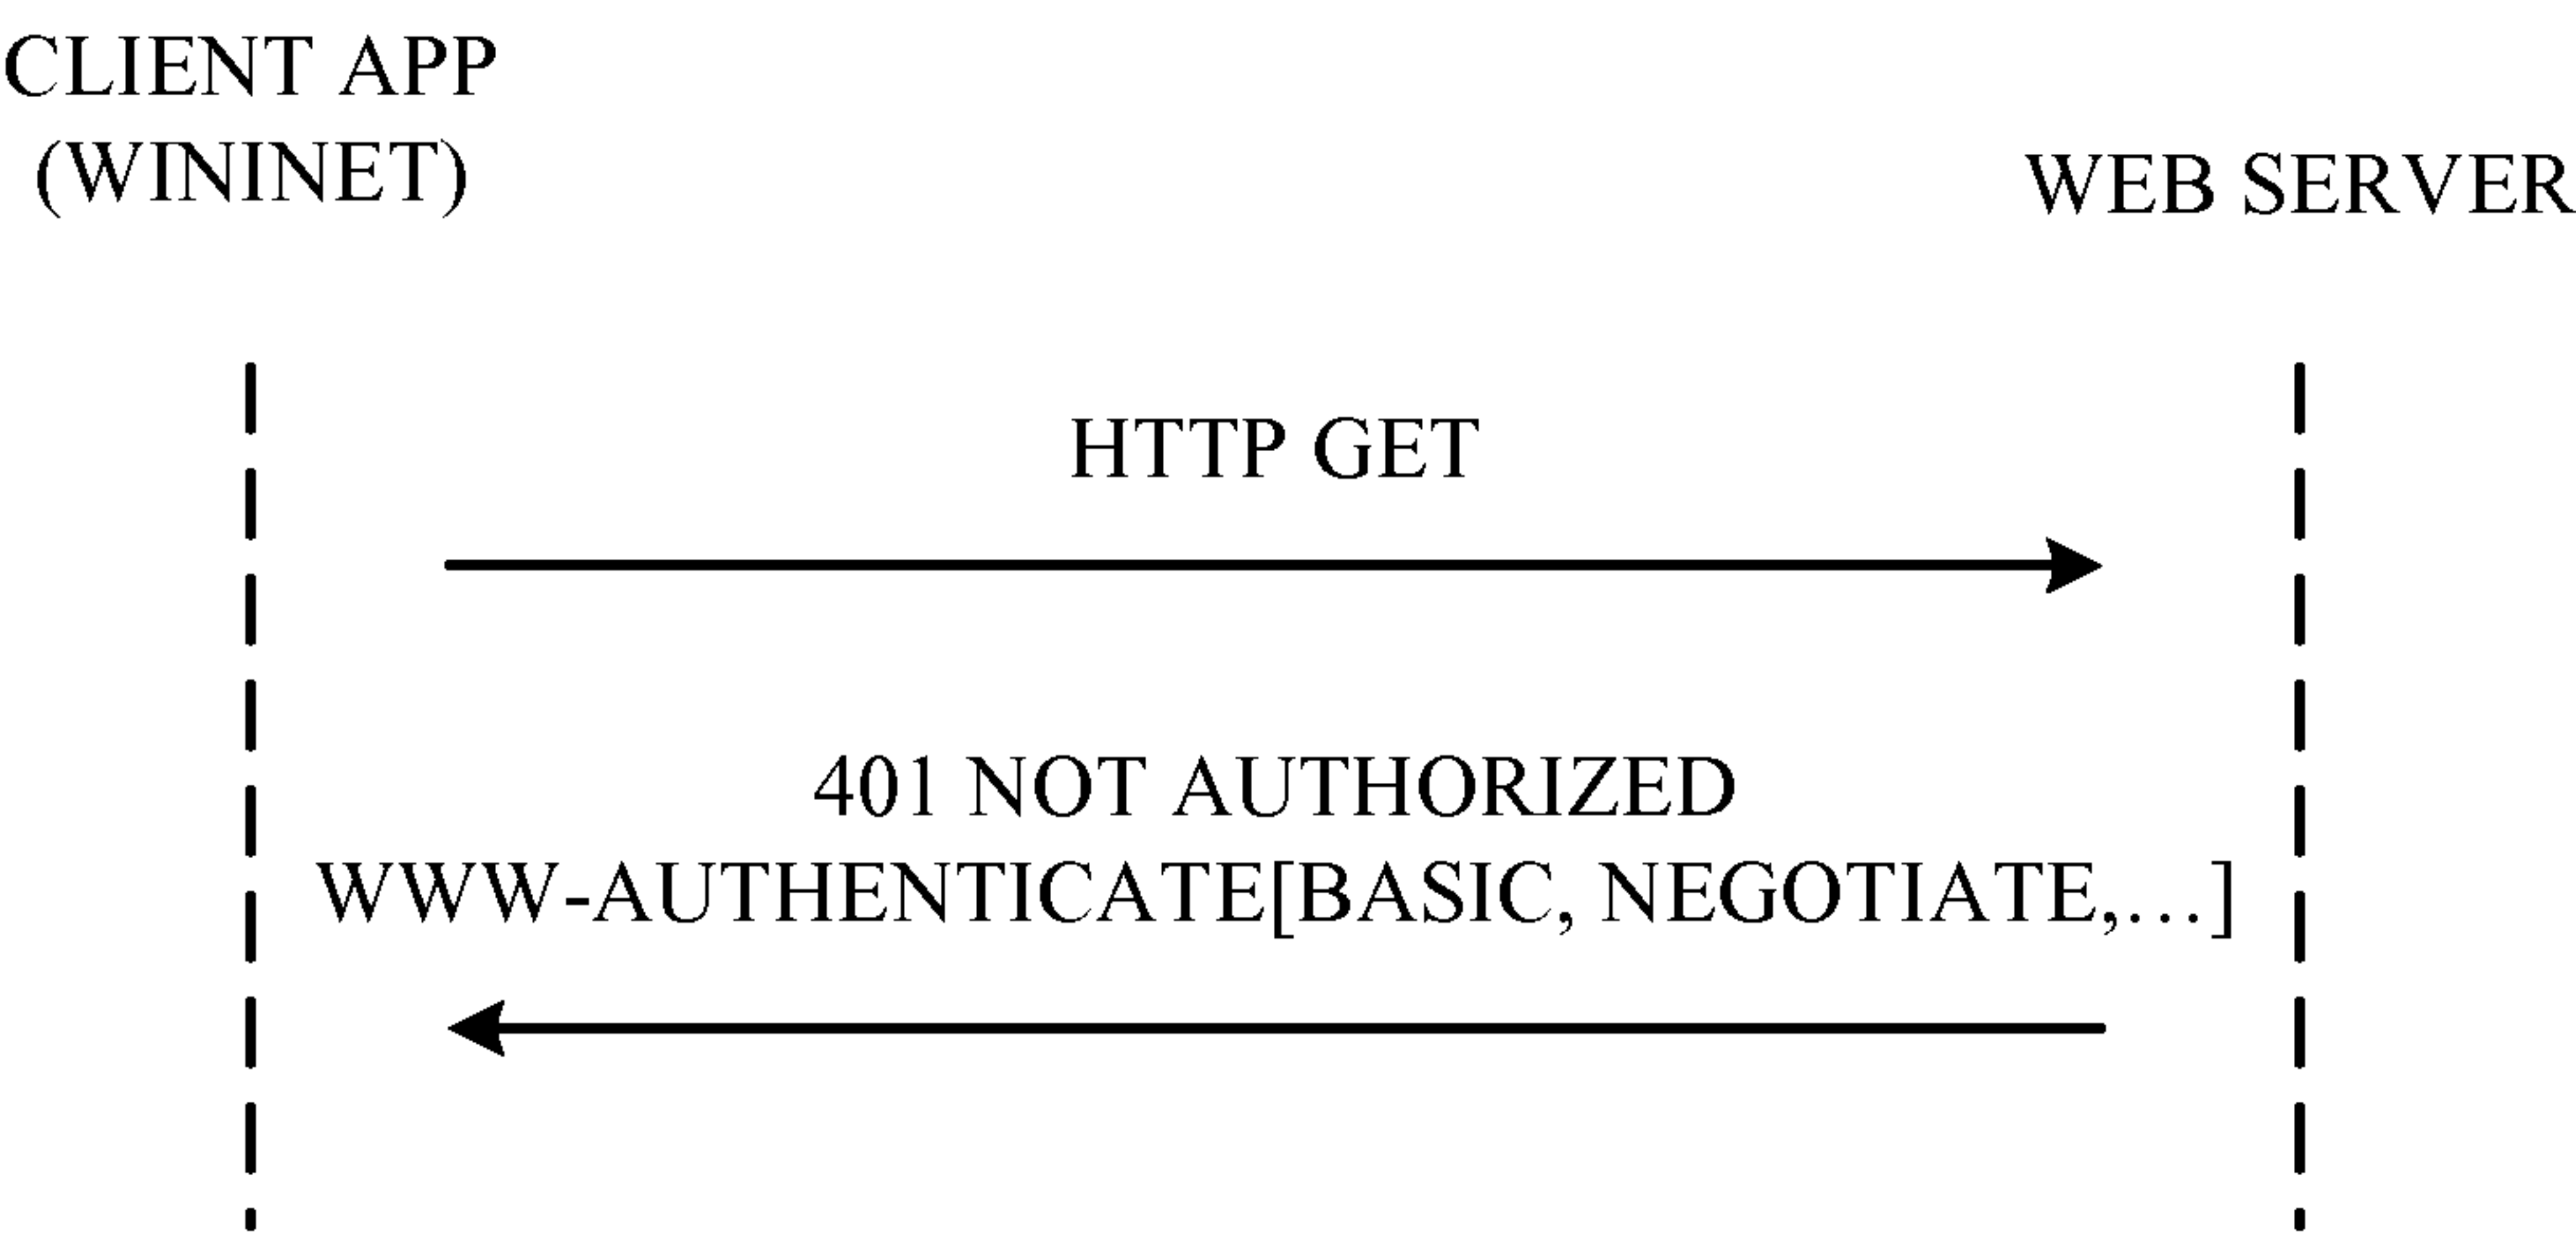 CLIENT APP
(WININET)
WEB SERVER
HTTP GET
401 NOT AUTHORIZED
WWW-AUTHENTICATE[BASIC, NEGOTIATE,…]